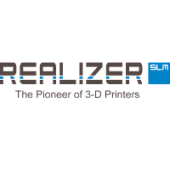 REALIZER SLM
The Pioneer of 3-D Printers